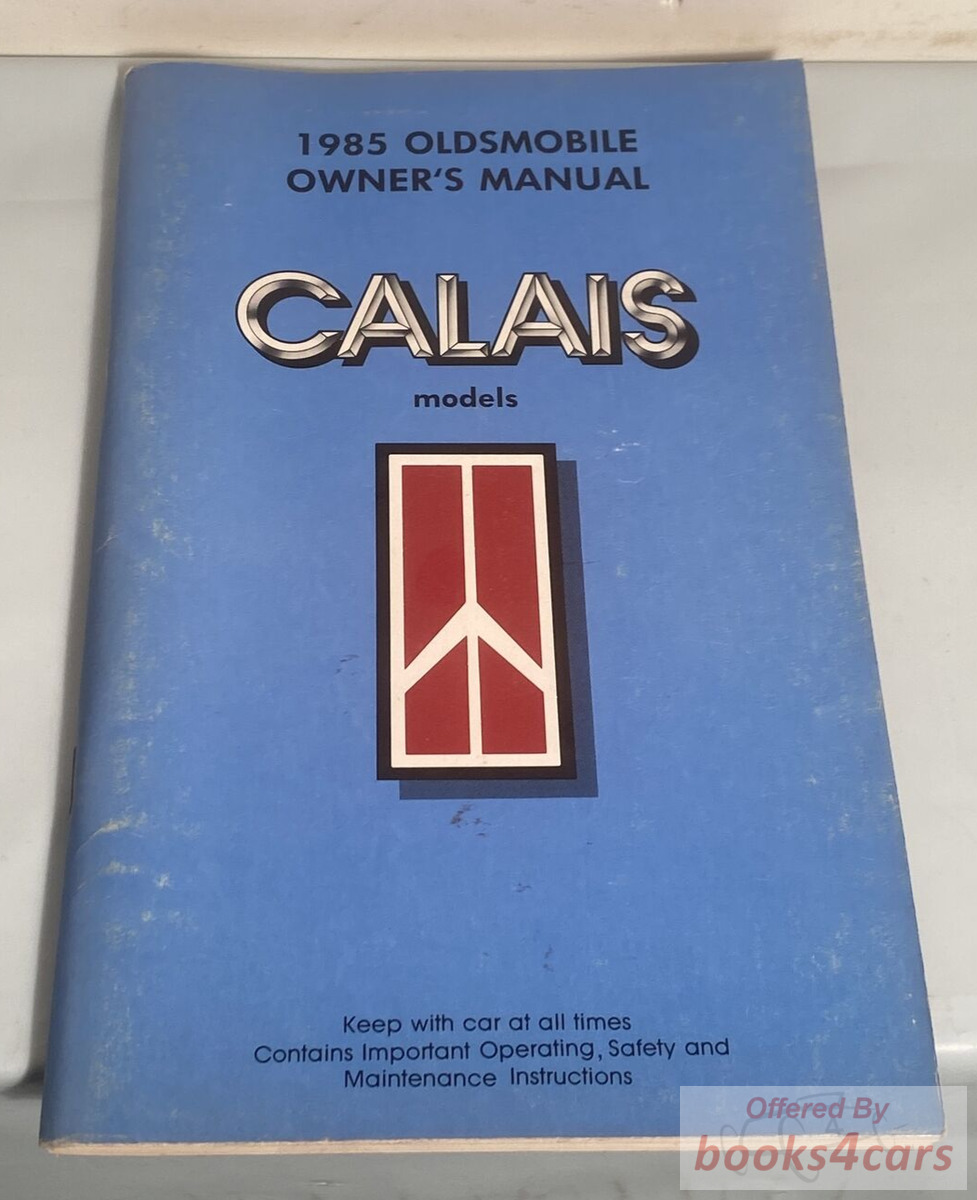 1985 OLDSMOBILE
OWNER'S MANUAL
CALAIS
models
Keep with car at all times
Contains Important Operating, Safety and
Maintenance Instructions
Offered By
books4cars